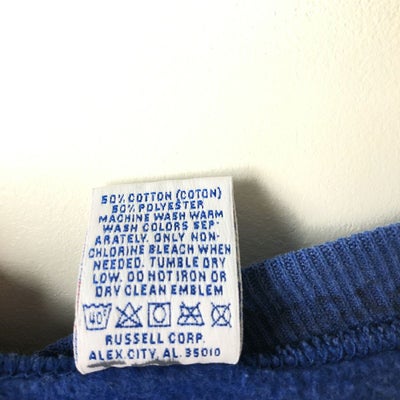 50% COTTON (COTON)
50% POLYESTER
MACHINE WASH WARM
WASH COLORS SEP-
ARATELY. ONLY NON-
CHLORINE BLEACH WHEN
NEEDED. TUMBLE DRY
LOW. DO NOT IRON OR
DRY CLEAN EMBLEM
40°
RUSSELL CORP.
ALEX CITY, AL. 35010